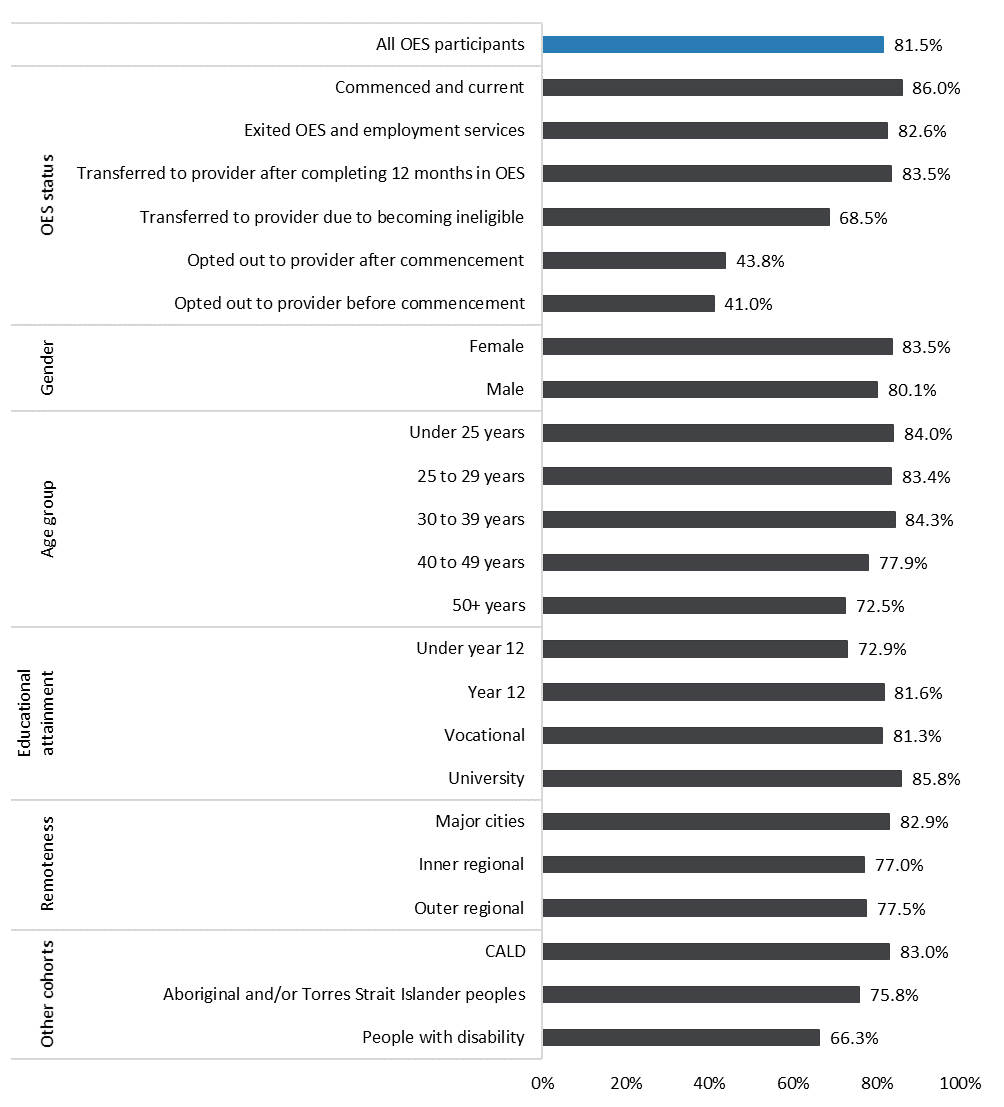 All OES participants 81.5%
OES status
Commenced and current 86.0%
Exited OES and employment services 82.6%
Transferred to provider after completing 12 months in OES 83.5%
Transferred to provider due to becoming ineligible 68.5%
Opted out to provider after commencement 43.8%
Opted out to provider before commencement 41.0%
Gender
Female 83.5%
Male 80.1%
Age group
Under 25 years 84.0%
25 to 29 years 83.4%
30 to 39 years 84.3%
40 to 49 years 77.9%
50+ years 72.5%
Educational
attainment
Under year 12 72.9%
Year 12 81.6%
Vocational 81.3%
University 85.8%
Remoteness
Major cities 82.9%
Inner regional 77.0%
Outer regional 77.5%
Other cohorts
CALD 83.0%
Aboriginal and/or Torres Strait Islander peoples 75.8%
People with disability 66.3%
0% 20% 40% 60% 80% 100%